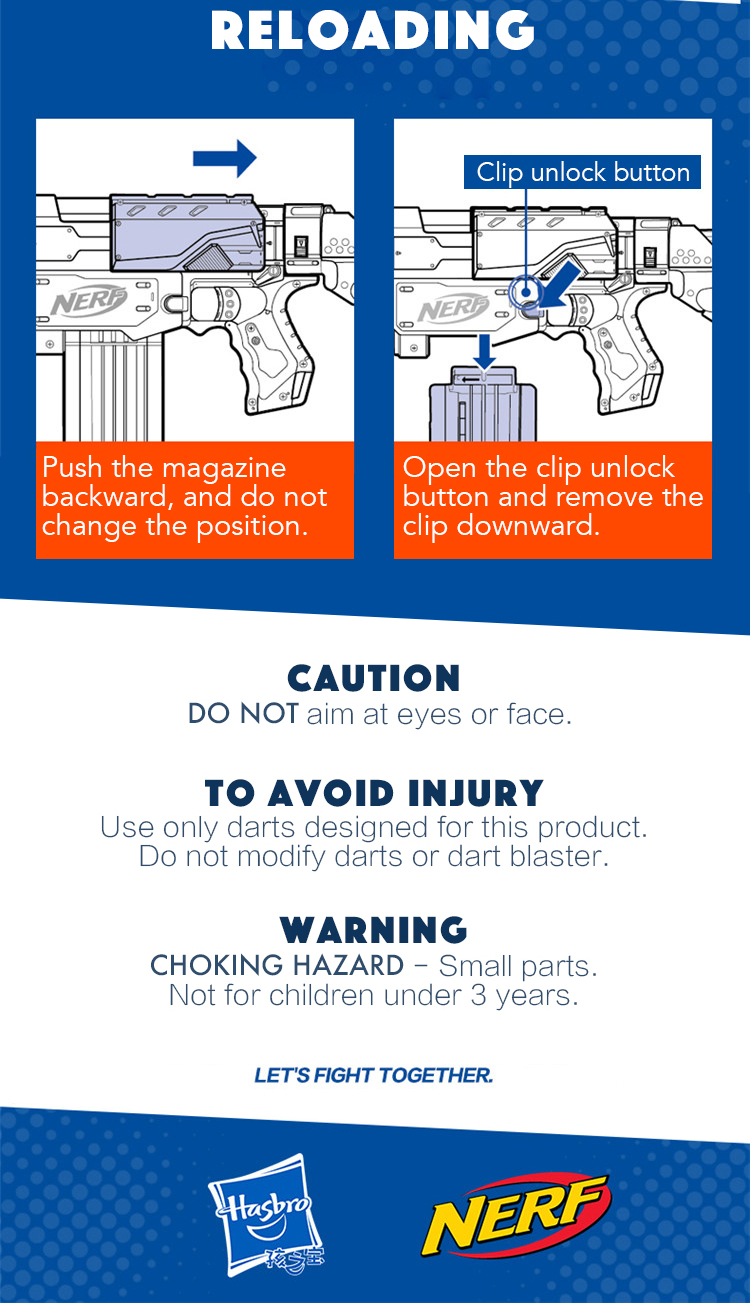 RELOADING
Clip unlock button
NERF
NERF
Push the magazine
backward, and do not
change the position.
Open the clip unlock
button and remove the
clip downward.
CAUTION
DO NOT aim at eyes or face.
TO AVOID INJURY
Use only darts designed for this product.
Do not modify darts or dart blaster.
WARNING
CHOKING HAZARD – Small parts.
Not for children under 3 years.
LET'S FIGHT TOGETHER.
Hasbro
孩之宝
NERF